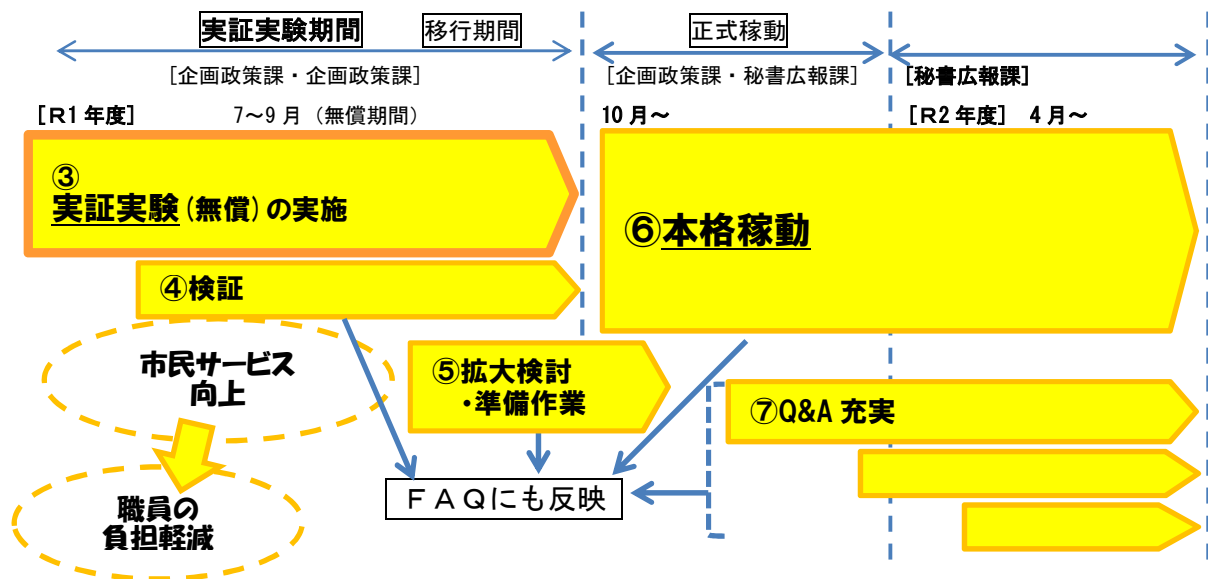 実証実験期間 移行期間 正式稼動
[企画政策課・企画政策課] [企画政策課・秘書広報課] [秘書広報課]
[R1年度] 7～9月（無償期間） 10月～ [R2年度] 4月～
③
実証実験(無償)の実施
⑥本格稼動
④検証
市民サービス
向上
⑤拡大検討
・準備作業
⑦Q&A充実
FAQにも反映
職員の
負担軽減